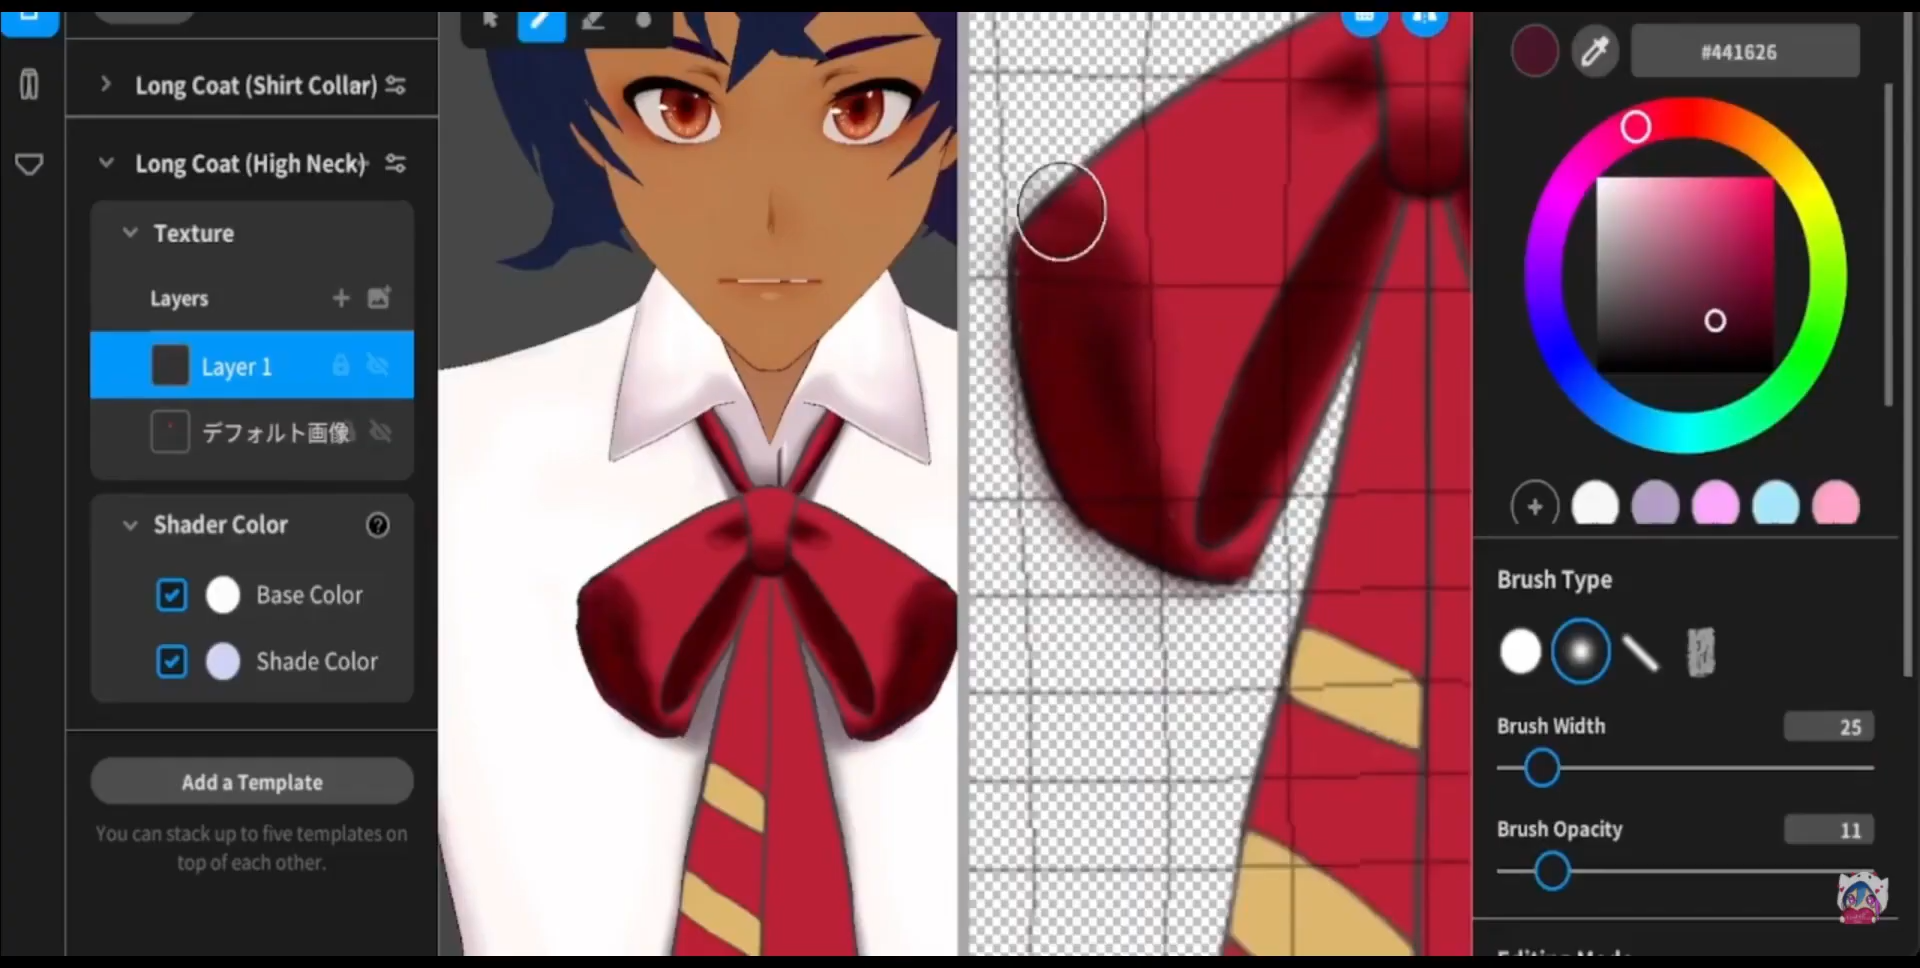 Long Coat (Shirt Collar)
Long Coat (High Neck)
Texture
Layers
Layer 1
デフォルト画像
Shader Color
?
Base Color
Shade Color
Add a Template
You can stack up to five templates on
top of each other.
#441626
Brush Type
Brush Width
25
Brush Opacity
11